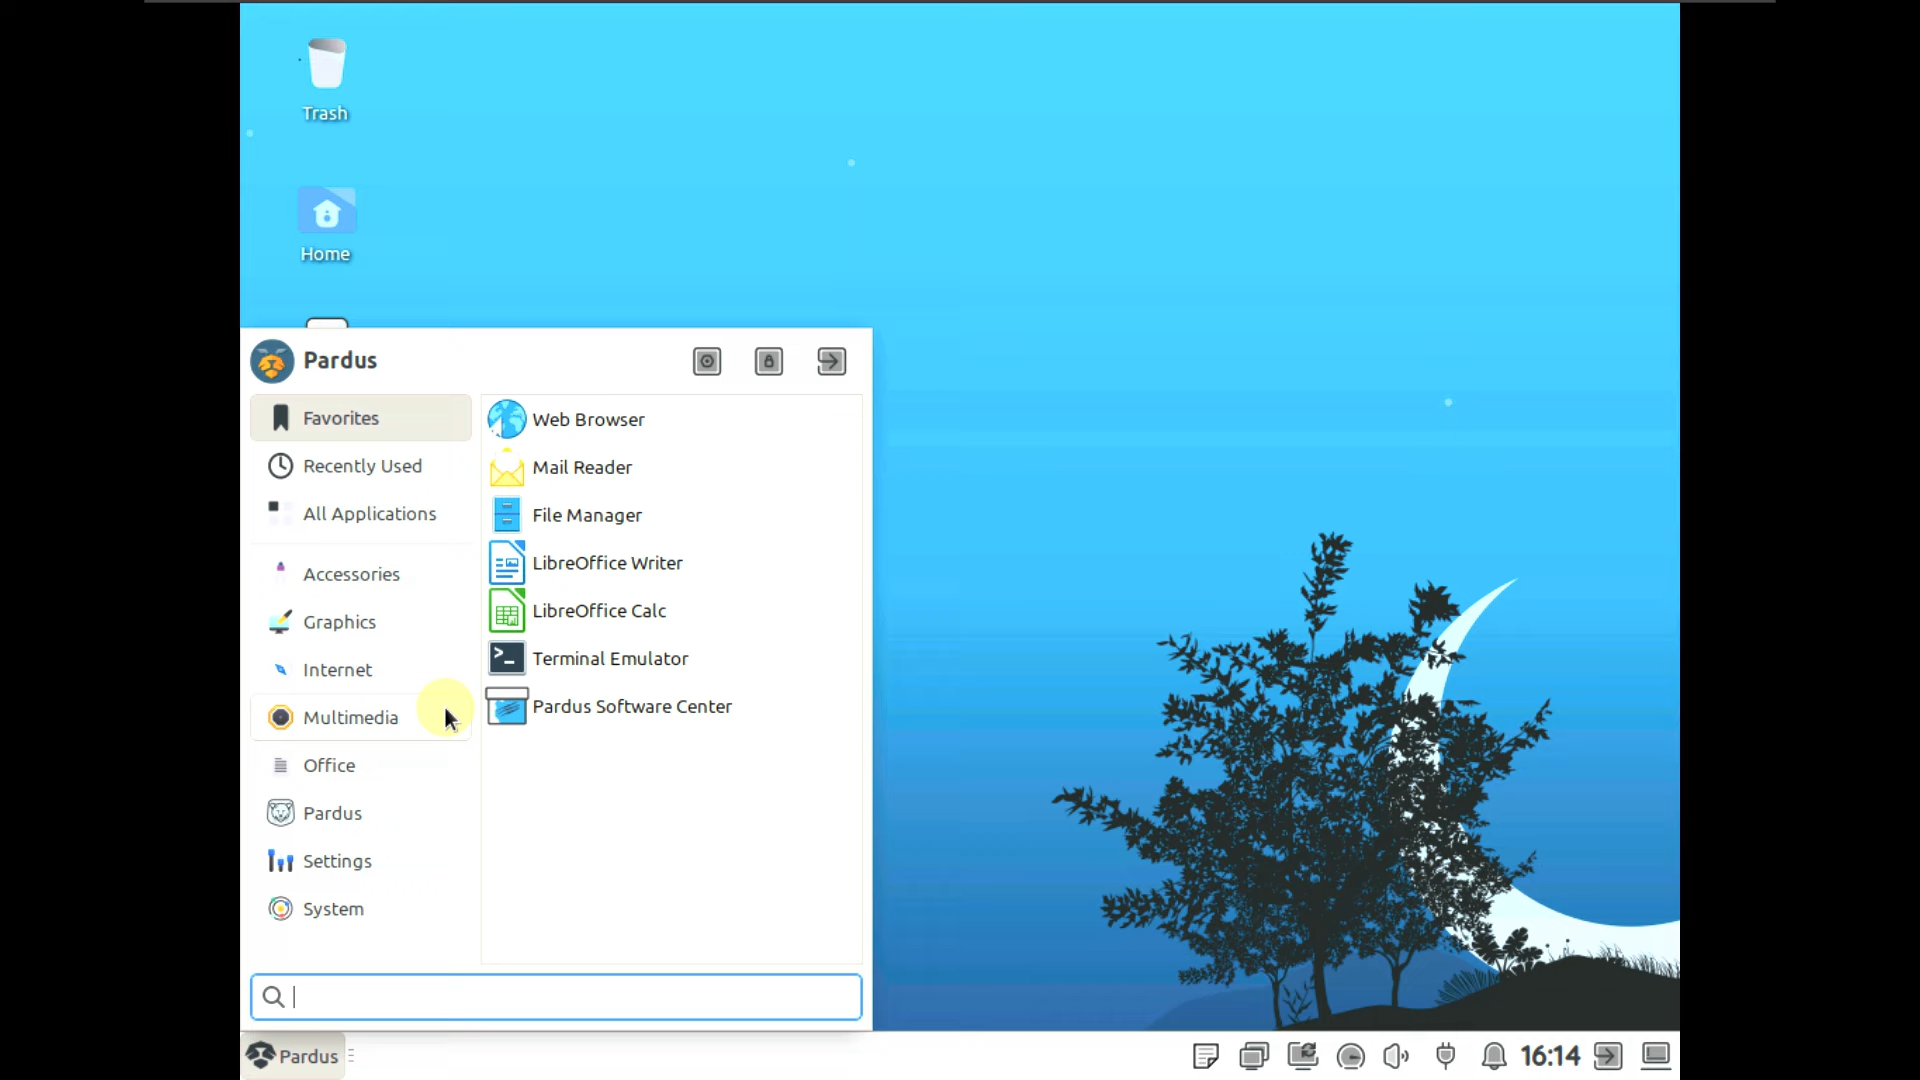 Trash
Home
Pardus
Favorites
Recently Used
All Applications
Accessories
Graphics
Internet
Multimedia
Office
Pardus
Settings
System
Web Browser
Mail Reader
File Manager
LibreOffice Writer
LibreOffice Calc
Terminal Emulator
Pardus Software Center
Pardus
16:14